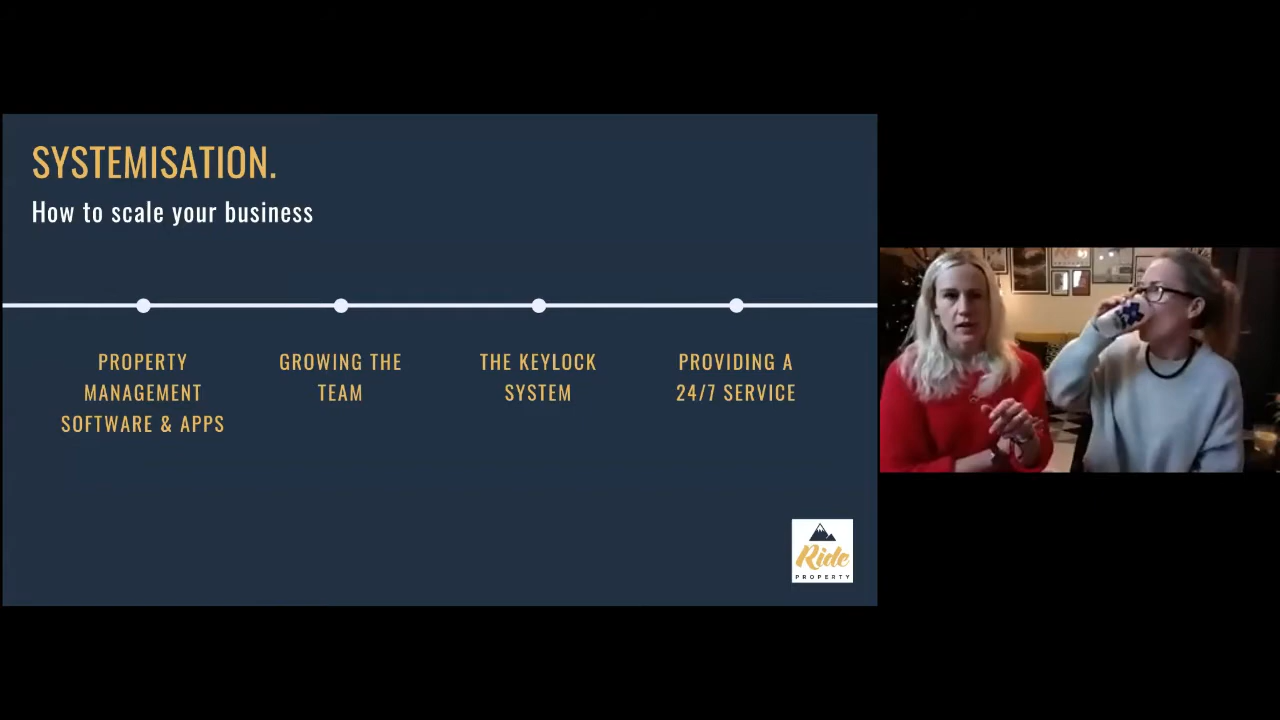 SYSTEMISATION.
How to scale your business
PROPERTY
MANAGEMENT
SOFTWARE & APPS
GROWING THE
TEAM
THE KEYLOCK
SYSTEM
PROVIDING A
24/7 SERVICE
Ride
PROPERTY